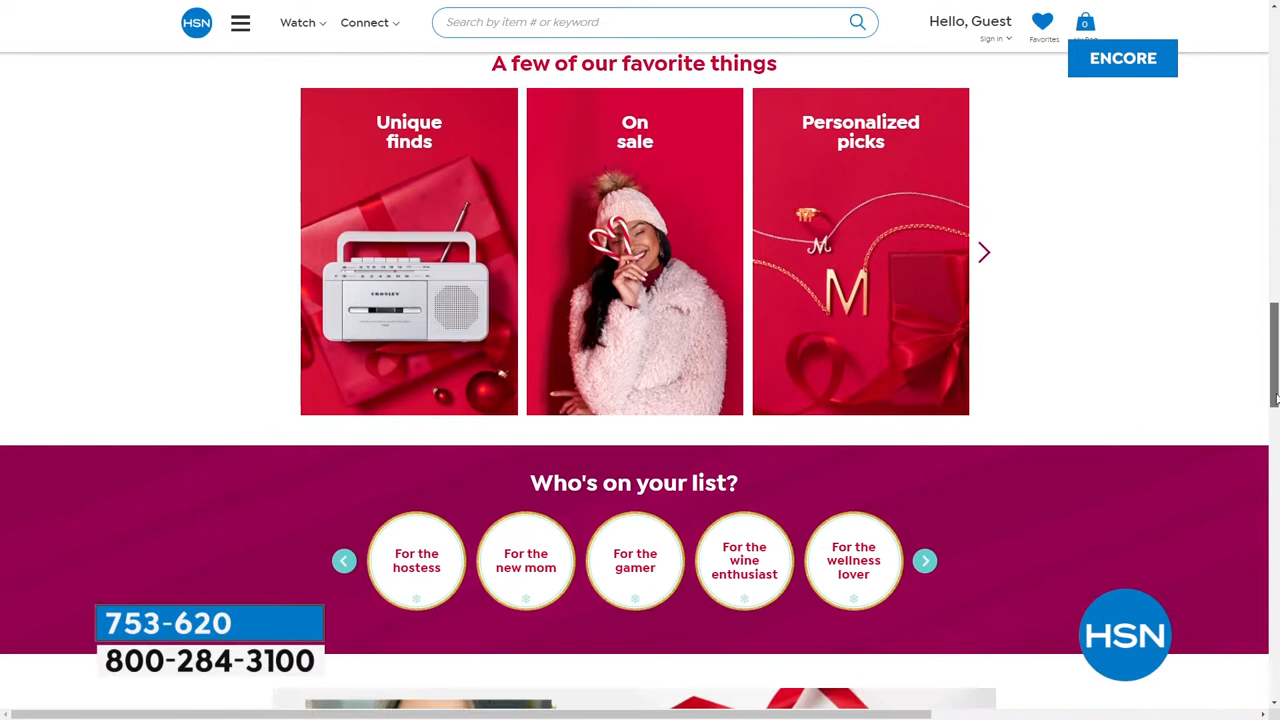 HSN
Watch
Connect
Search by item # or keyword
Hello, Guest
Sign In
Favorites
0
ENCORE
A few of our favorite things
Unique
finds
On
sale
Personalized
picks
CROSLEY
M
M
Who's on your list?
For the
hostess
For the
new mom
For the
gamer
For the
wine
enthusiast
For the
wellness
lover
753-620
800-284-3100
HSN